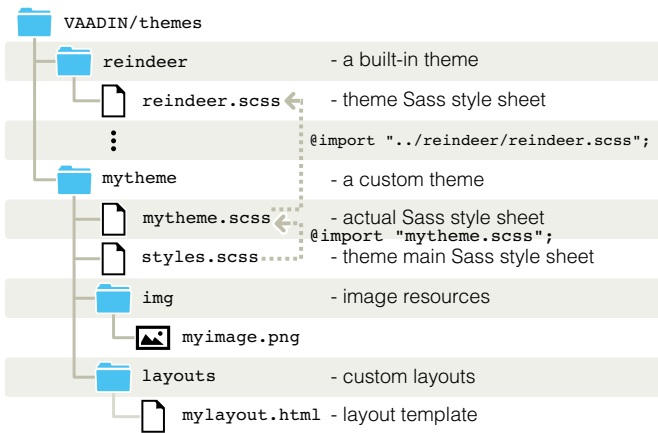 VAADIN/themes
reindeer - a built-in theme
reindeer.scss - theme Sass style sheet
@import "../reindeer/reindeer.scss";
mytheme - a custom theme
mytheme.scss - actual Sass style sheet
@import "mytheme.scss";
styles.scss - theme main Sass style sheet
img - image resources
myimage.png
layouts - custom layouts
mylayout.html - layout template